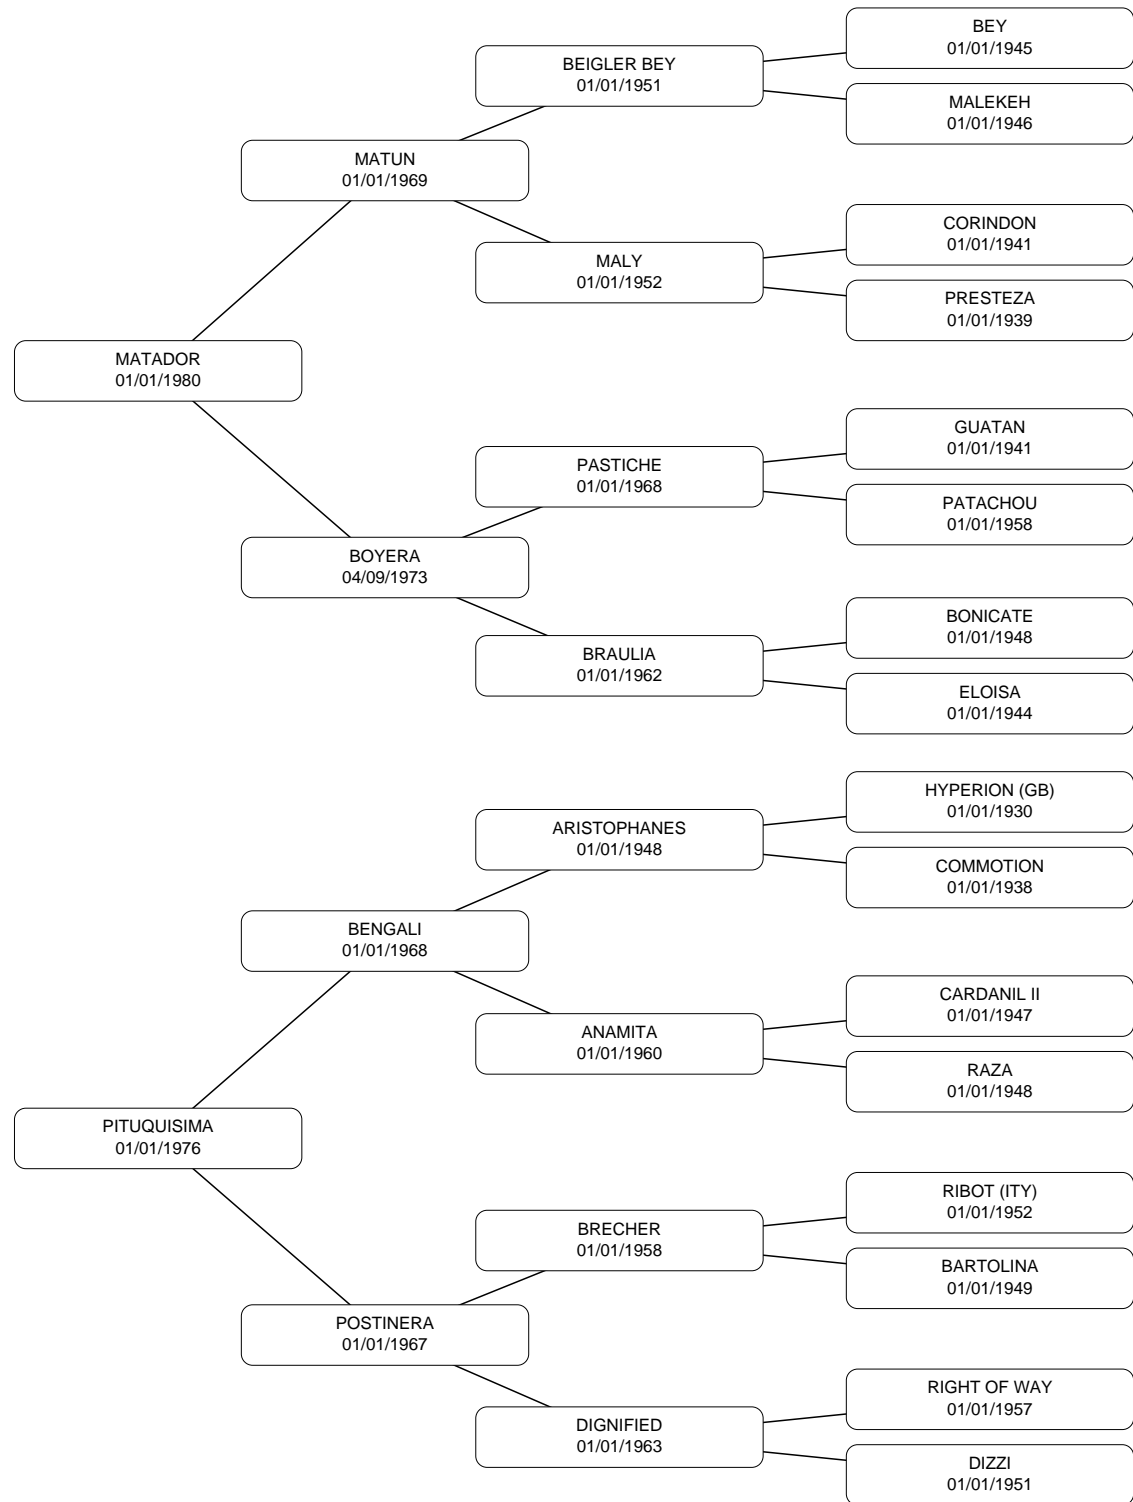 BEY
01/01/1945
BEIGLER BEY
01/01/1951
MALEKEH
01/01/1946
MATUN
01/01/1969
CORINDON
01/01/1941
MALY
01/01/1952
PRESTEZA
01/01/1939
MATADOR
01/01/1980
GUATAN
01/01/1941
PASTICHE
01/01/1968
PATACHOU
01/01/1958
BOYERA
04/09/1973
BONICATE
01/01/1948
BRAULIA
01/01/1962
ELOISA
01/01/1944
HYPERION (GB)
01/01/1930
ARISTOPHANES
01/01/1948
COMMOTION
01/01/1938
BENGALI
01/01/1968
CARDANIL II
01/01/1947
ANAMITA
01/01/1960
RAZA
01/01/1948
PITUQUISIMA
01/01/1976
RIBOT (ITY)
01/01/1952
BRECHER
01/01/1958
BARTOLINA
01/01/1949
POSTINERA
01/01/1967
RIGHT OF WAY
01/01/1957
DIGNIFIED
01/01/1963
DIZZI
01/01/1951